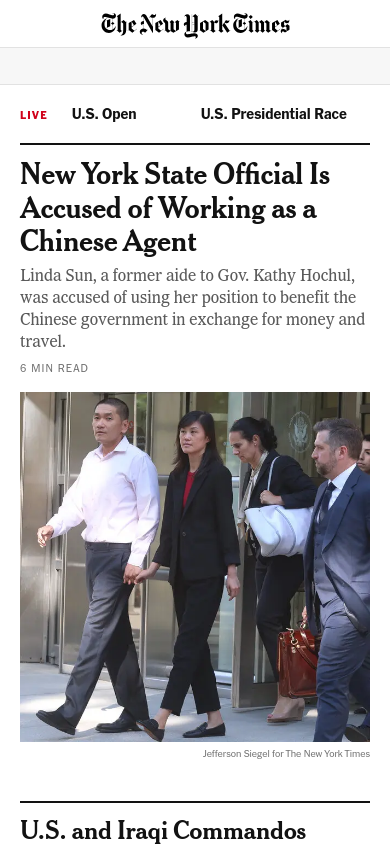 The New York Times
LIVE
U.S. Open
U.S. Presidential Race
New York State Official Is
Accused of Working as a
Chinese Agent
Linda Sun, a former aide to Gov. Kathy Hochul,
was accused of using her position to benefit the
Chinese government in exchange for money and
travel.
6 MIN READ
Jefferson Siegel for The New York Times
U.S. and Iraqi Commandos